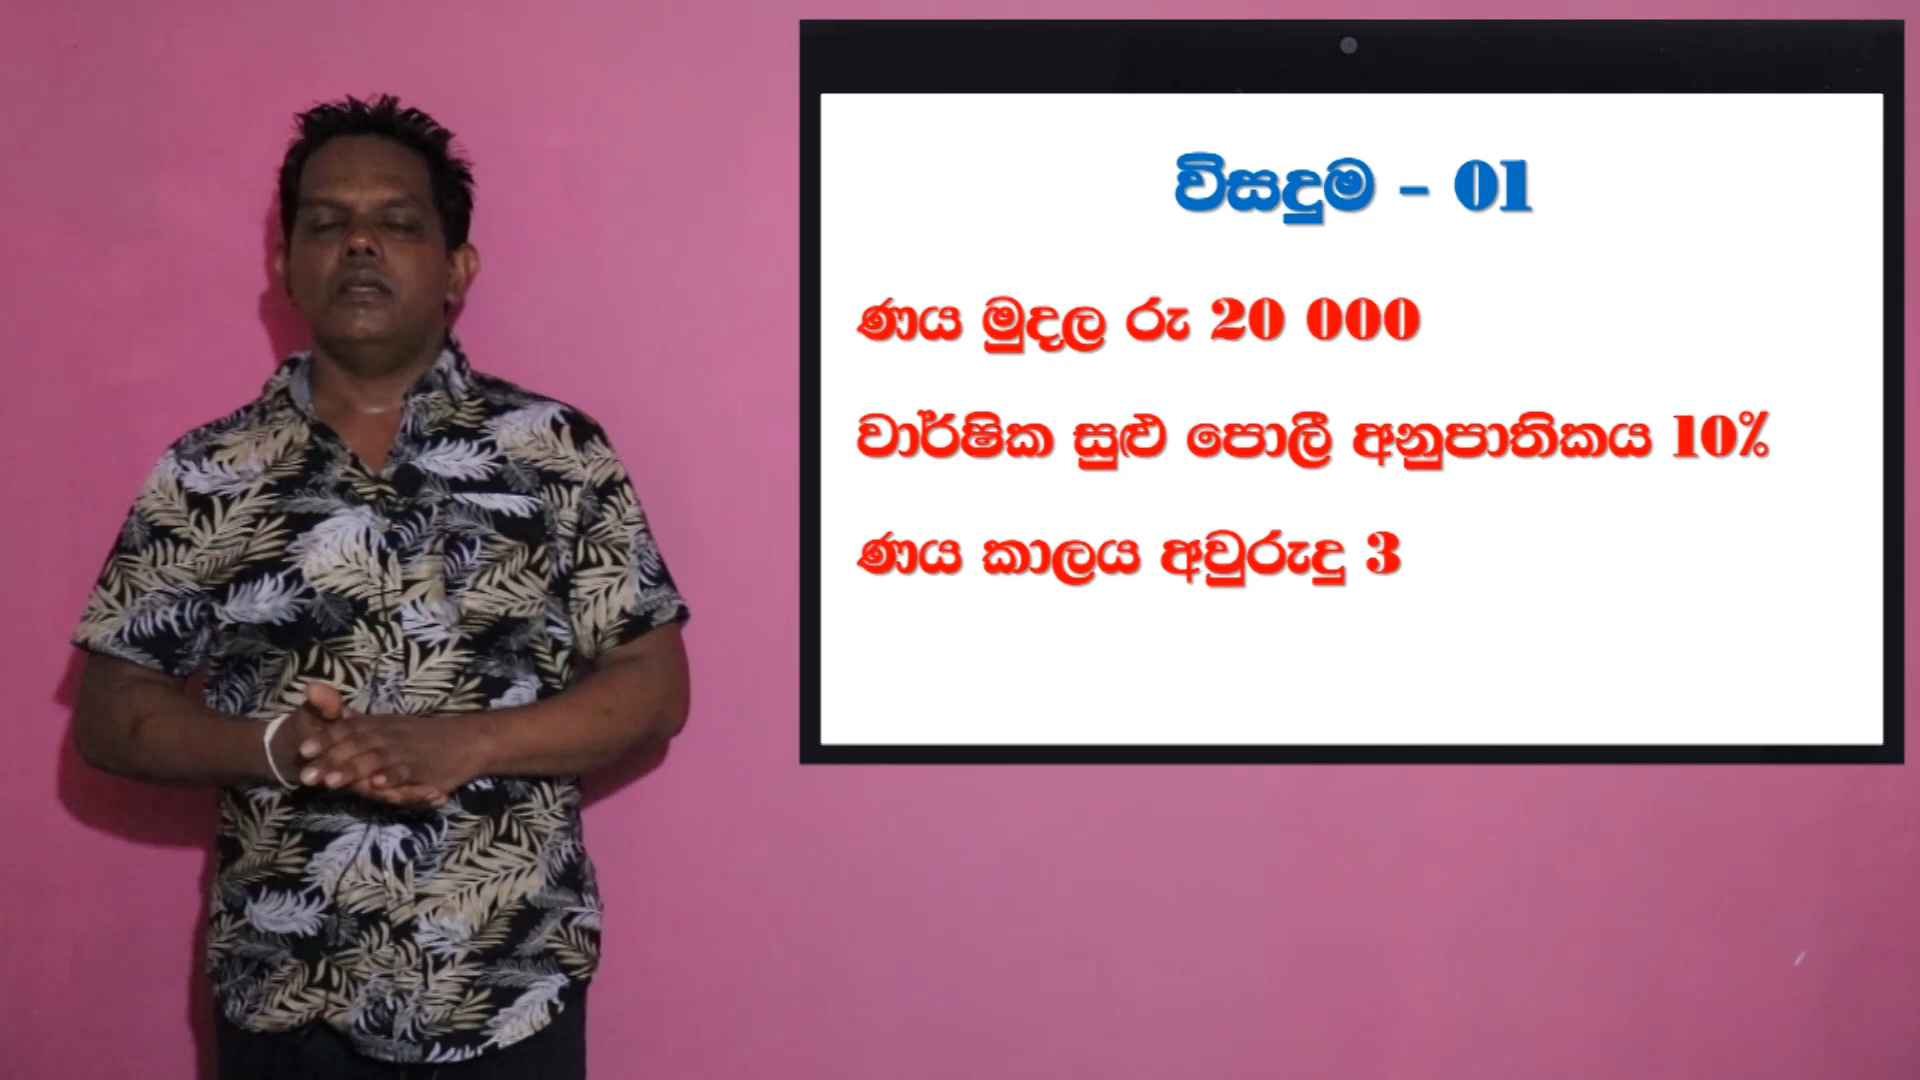 විසඳුම - 01
ණය මුදල රු 20 000
වාර්ෂික සුළු පොලී අනුපාතිකය 10%
ණය කාලය අවුරුදු 3